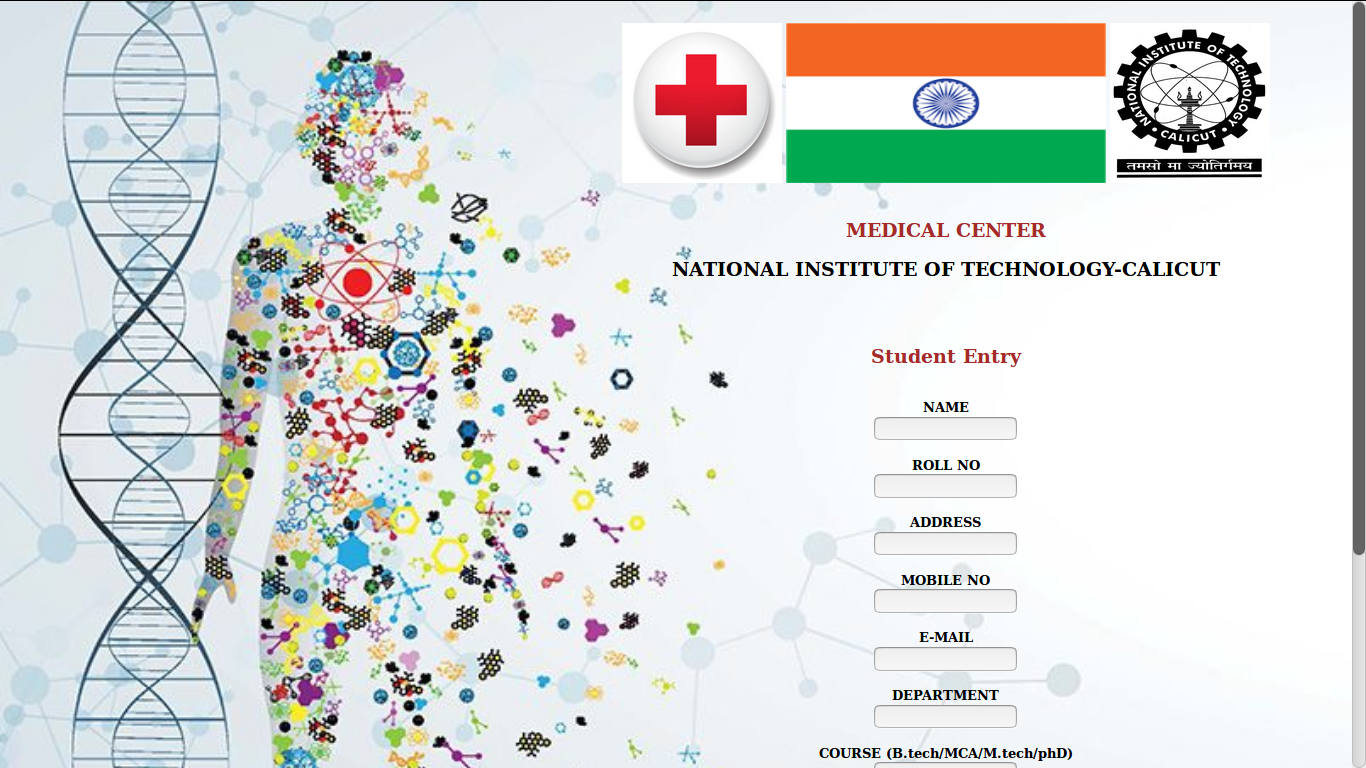 NATIONAL INSTITUTE OF TECHNOLOGY
• CALICUT •
तमसो मा ज्योतिर्गमय
MEDICAL CENTER
NATIONAL INSTITUTE OF TECHNOLOGY-CALICUT
Student Entry
NAME
ROLL NO
ADDRESS
MOBILE NO
E-MAIL
DEPARTMENT
COURSE (B.tech/MCA/M.tech/phD)